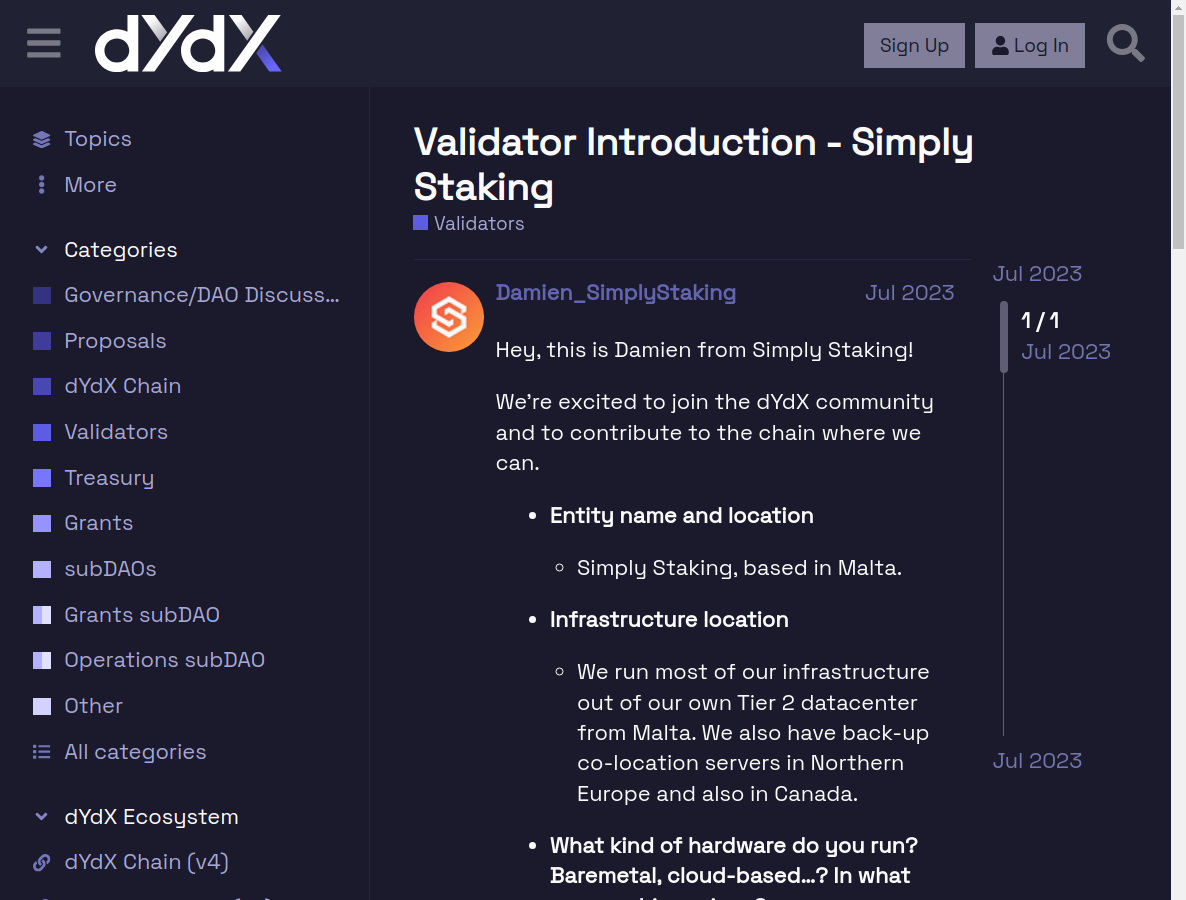 dYdX
Sign Up
Log In
Topics
More
Categories
Governance/DAO Discuss...
Proposals
dYdX Chain
Validators
Treasury
Grants
subDAOs
Grants subDAO
Operations subDAO
Other
All categories
dYdX Ecosystem
dYdX Chain (v4)
Validator Introduction - Simply
Staking
Validators
Damien_SimplyStaking
Jul 2023
Hey, this is Damien from Simply Staking!
We're excited to join the dYdX community
and to contribute to the chain where we
can.
• Entity name and location
○ Simply Staking, based in Malta.
• Infrastructure location
○ We run most of our infrastructure
out of our own Tier 2 datacenter
from Malta. We also have back-up
co-location servers in Northern
Europe and also in Canada.
• What kind of hardware do you run?
Baremetal, cloud-based…? In what
Jul 2023
1 / 1
Jul 2023
Jul 2023